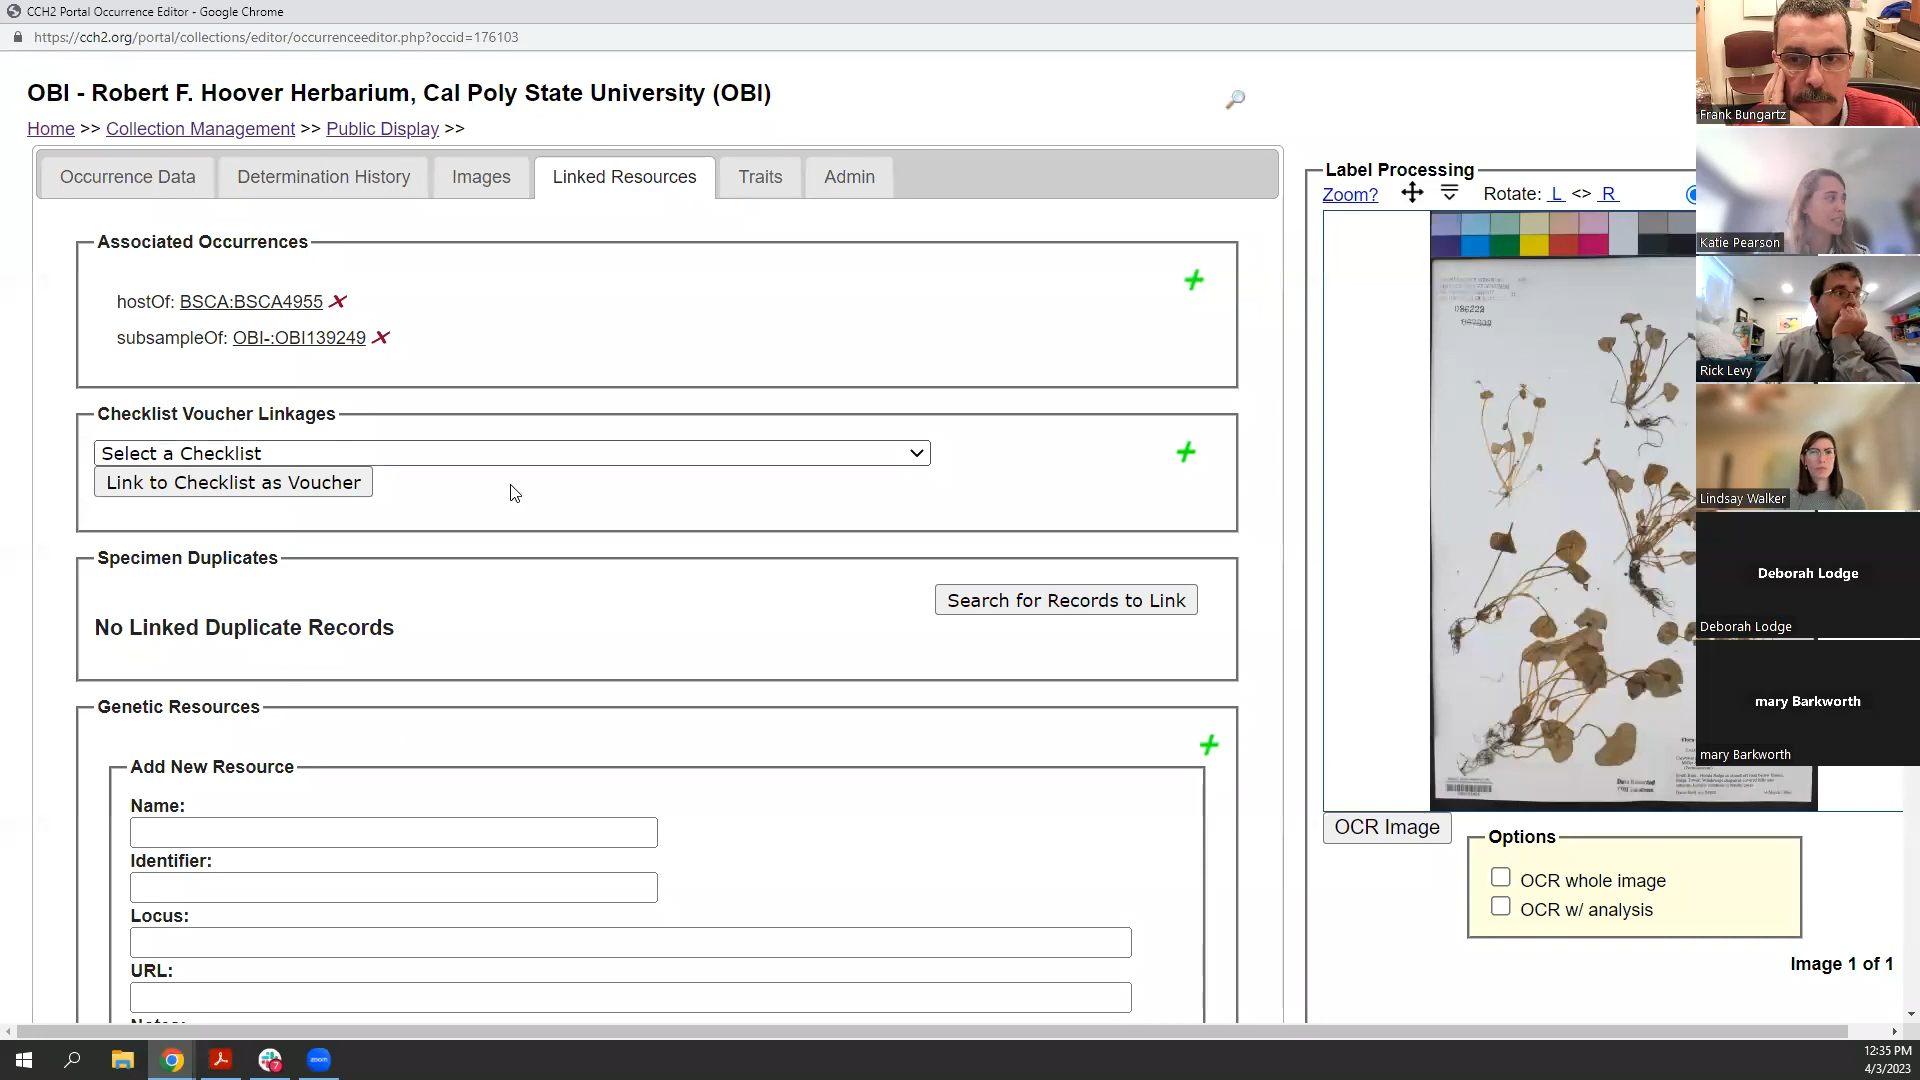 CCH2 Portal Occurrence Editor - Google Chrome
https://cch2.org/portal/collections/editor/occurrenceeditor.php?occid=176103
OBI - Robert F. Hoover Herbarium, Cal Poly State University (OBI)
Home >> Collection Management >> Public Display >>
Occurrence Data Determination History Images Linked Resources Traits Admin
Associated Occurrences
hostOf: BSCA:BSCA4955
subsampleOf: OBI-:OBI139249
Checklist Voucher Linkages
Select a Checklist
Link to Checklist as Voucher
Specimen Duplicates
Search for Records to Link
No Linked Duplicate Records
Genetic Resources
Add New Resource
Name:
Identifier:
Locus:
URL:
Notes:
Label Processing
Zoom? Rotate: L <> R
OCR Image
Options
OCR whole image
OCR w/ analysis
Image 1 of 1
Frank Bungartz
Katie Pearson
Rick Levy
Lindsay Walker
Deborah Lodge
Deborah Lodge
mary Barkworth
mary Barkworth
zoom
7
12:35 PM
4/3/2023